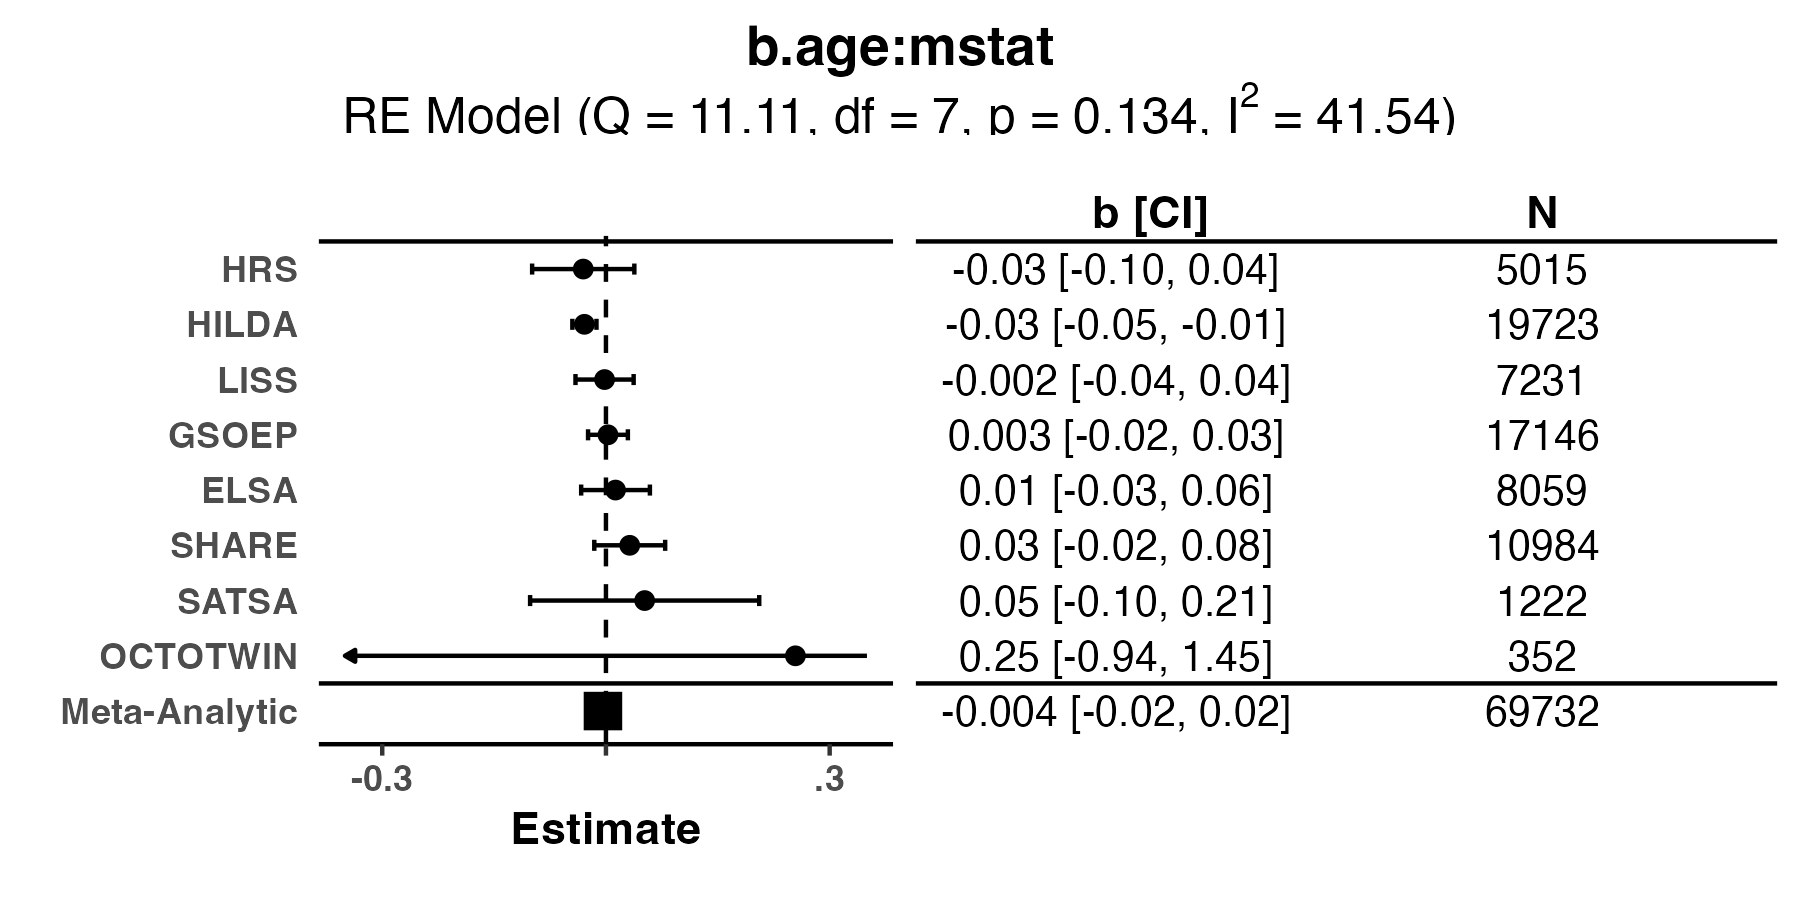 b.age:mstat
RE Model (Q = 11.11, df = 7, p = 0.134, I² = 41.54)
b [CI] N
HRS -0.03 [-0.10, 0.04] 5015
HILDA -0.03 [-0.05, -0.01] 19723
LISS -0.002 [-0.04, 0.04] 7231
GSOEP 0.003 [-0.02, 0.03] 17146
ELSA 0.01 [-0.03, 0.06] 8059
SHARE 0.03 [-0.02, 0.08] 10984
SATSA 0.05 [-0.10, 0.21] 1222
OCTOTWIN 0.25 [-0.94, 1.45] 352
Meta-Analytic -0.004 [-0.02, 0.02] 69732
-0.3 .3
Estimate